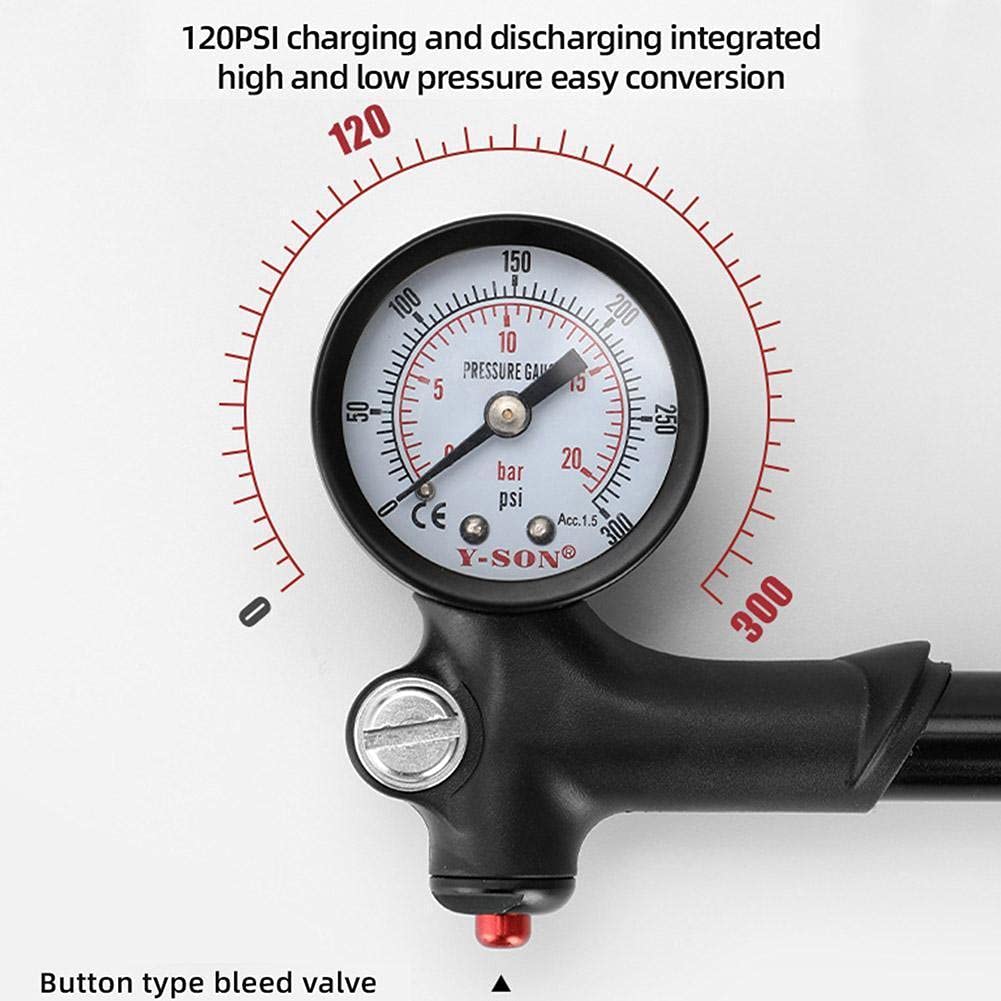 120PSI charging and discharging integrated
high and low pressure easy conversion
120
150
100
200
10
PRESSURE GAU
15
5
50
250
0
bar
20
psi
0
CE
Acc.1.5
300
Y-SON®
0
300
Button type bleed valve